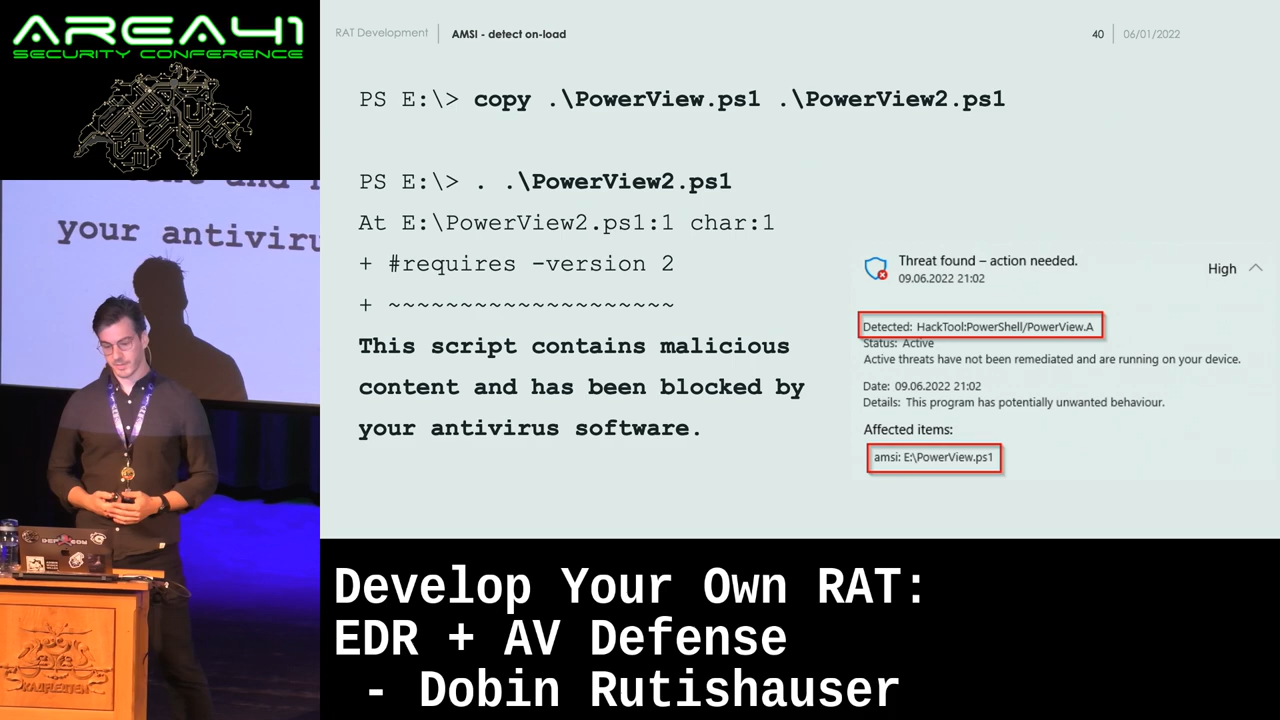 AREA41
SECURITY CONFERENCE
RAT Development
AMSI - detect on-load
40
06/01/2022
PS E:\> copy .\PowerView.ps1 .\PowerView2.ps1
PS E:\> . .\PowerView2.ps1
At E:\PowerView2.ps1:1 char:1
+ #requires -version 2
+ ~~~~~~~~~~~~~~~~~~~~
This script contains malicious
content and has been blocked by
your antivirus software.
Threat found – action needed.
09.06.2022 21:02
High
Detected: HackTool:PowerShell/PowerView.A
Status: Active
Active threats have not been remediated and are running on your device.
Date: 09.06.2022 21:02
Details: This program has potentially unwanted behaviour.
Affected items:
amsi: E:\PowerView.ps1
your antiviru
KAUFLEUTEN
Develop Your Own RAT:
EDR + AV Defense
- Dobin Rutishauser